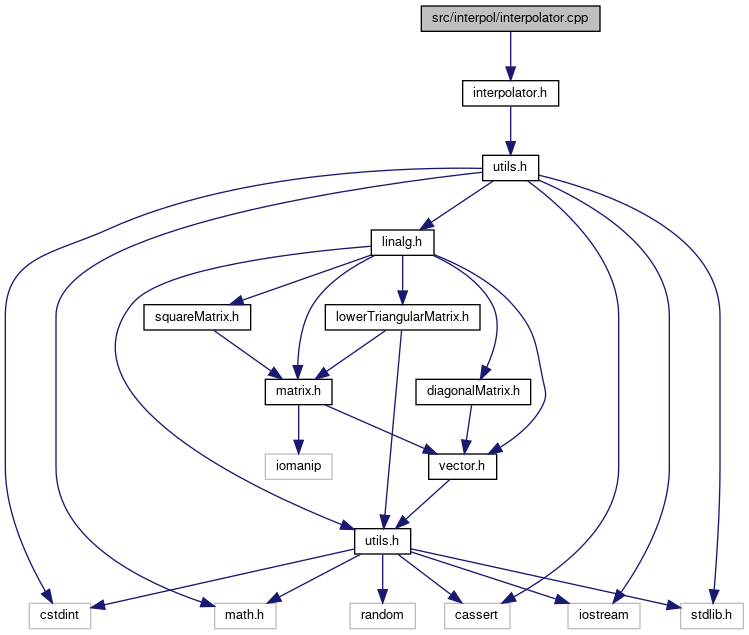 src/interpol/interpolator.cpp
interpolator.h
utils.h
linalg.h
squareMatrix.h
lowerTriangularMatrix.h
matrix.h
diagonalMatrix.h
iomanip
vector.h
utils.h
cstdint
math.h
random
cassert
iostream
stdlib.h